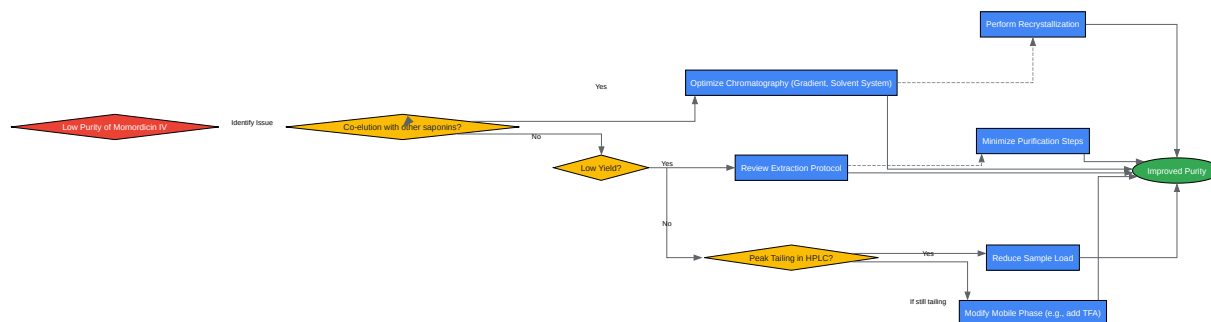 Low Purity of Momordicin IV
Identify Issue
Co-elution with other saponins?
Yes
Optimize Chromatography (Gradient, Solvent System)
Perform Recrystallization
No
Low Yield?
Yes
Review Extraction Protocol
Minimize Purification Steps
Improved Purity
No
Peak Tailing in HPLC?
Yes
Reduce Sample Load
If still tailing
Modify Mobile Phase (e.g., add TFA)